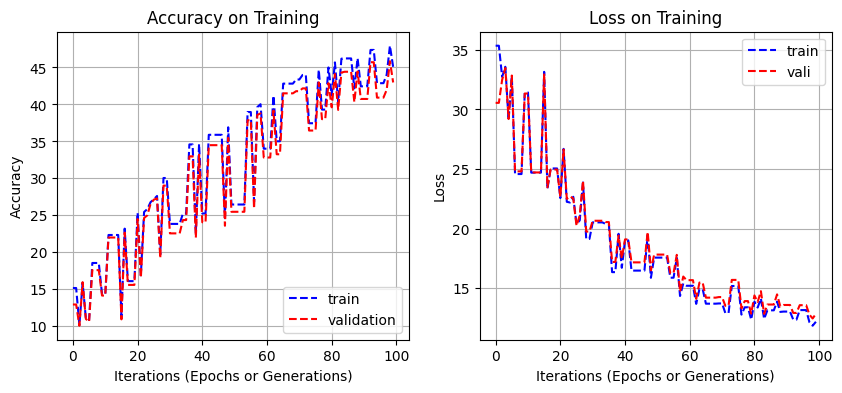 Accuracy on Training
Accuracy
45
40
35
30
25
20
15
10
0
20
40
60
80
100
Iterations (Epochs or Generations)
train
validation
Loss on Training
Loss
35
30
25
20
15
0
20
40
60
80
100
Iterations (Epochs or Generations)
train
vali